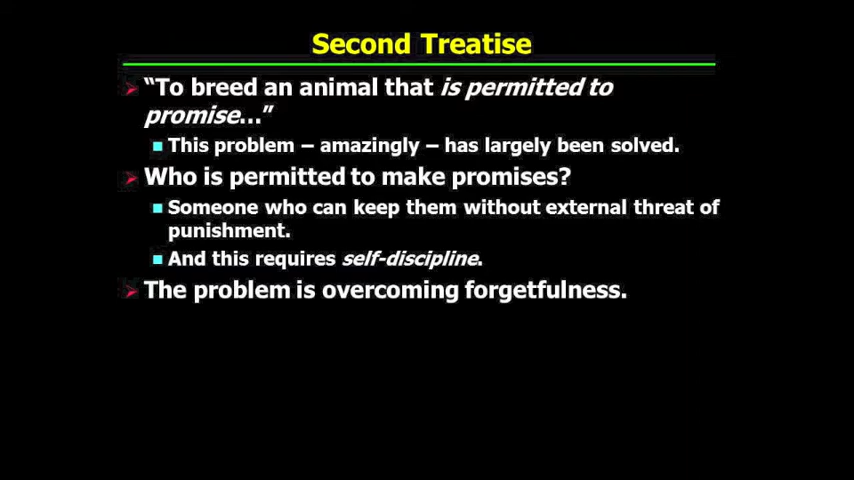 Second Treatise
“To breed an animal that is permitted to
promise…”
This problem – amazingly – has largely been solved.
Who is permitted to make promises?
Someone who can keep them without external threat of
punishment.
And this requires self-discipline.
The problem is overcoming forgetfulness.